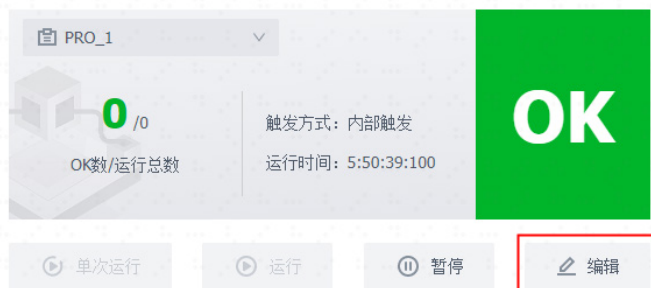 PRO_1
OK
0 /0
触发方式：内部触发
OK数/运行总数
运行时间：5:50:39:100
单次运行
运行
暂停
编辑